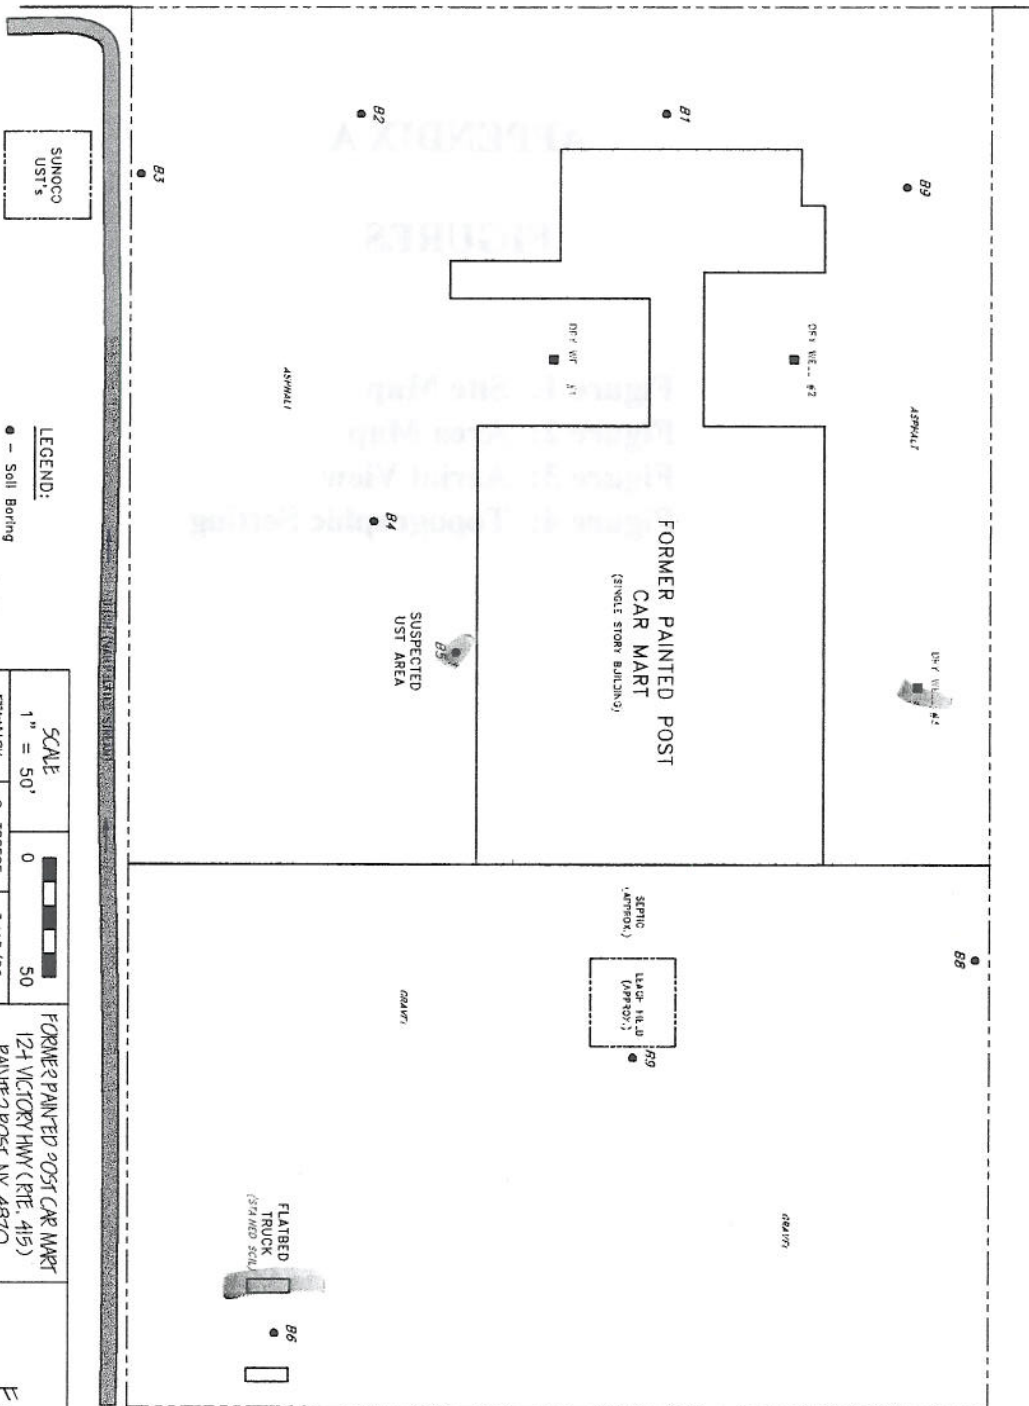 B1
B2
B3
B9
SUNOCO
UST's
DRY WELL #2
ASPHALT
ASPHALT
FORMER PAINTED POST
CAR MART
(SINGLE STORY BUILDING)
B4
B5
SUSPECTED
UST AREA
SEPTIC
(APPROX.)
(APPROX.)
B8
B9
GRAVEL
GRAVEL
FLATBED
TRUCK
(STAINED SOIL)
B6
LEGEND:
● - Soil Boring
SCALE
1" = 50'
0 50
FORMER PAINTED POST CAR MART
124 VICTORY HWY (RTE. 415)
PAINTED POST, NY
APPENDIX A
FIGURES
Figure 1: Site Map
Figure 2: Area Map
Figure 3: Aerial View
Figure 4: Topographic Setting